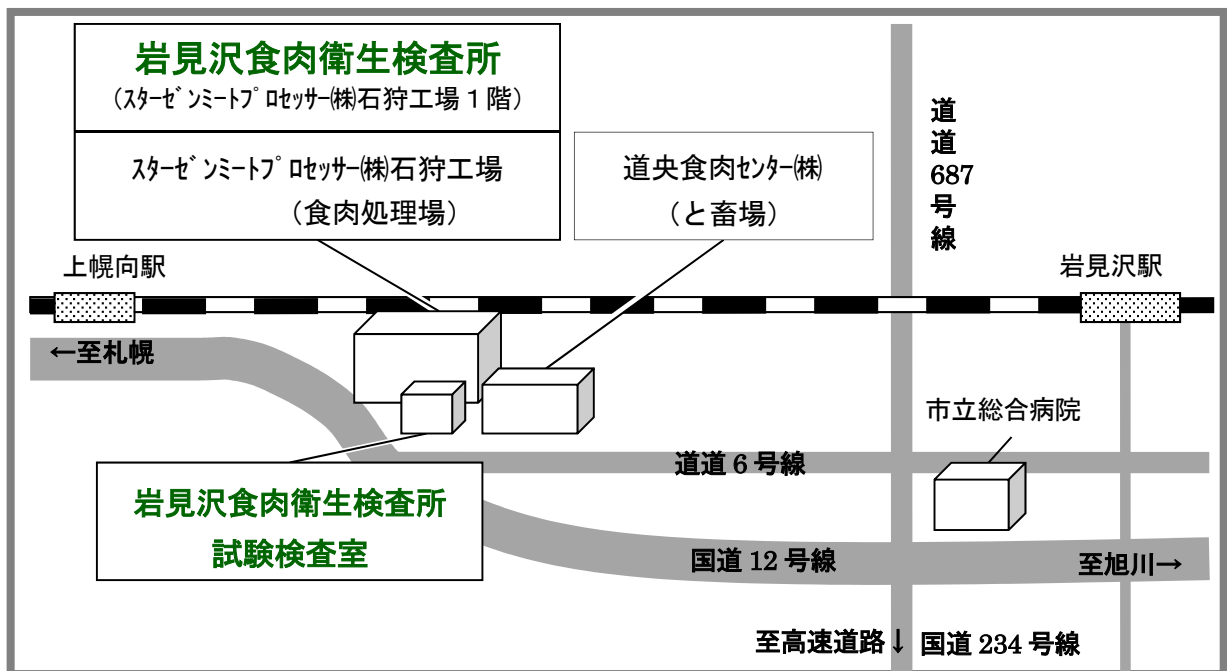 岩見沢食肉衛生検査所
（ｽﾀｰｾﾞﾝﾐｰﾄﾌﾟﾛｾｯｻｰ㈱石狩工場１階）
ｽﾀｰｾﾞﾝﾐｰﾄﾌﾟﾛｾｯｻｰ㈱石狩工場
（食肉処理場）
道央食肉ｾﾝﾀｰ㈱
（と畜場）
道道687号線
上幌向駅
岩見沢駅
←至札幌
市立総合病院
道道 6 号線
岩見沢食肉衛生検査所
試験検査室
国道 12 号線
至旭川→
至高速道路↓
国道 234 号線